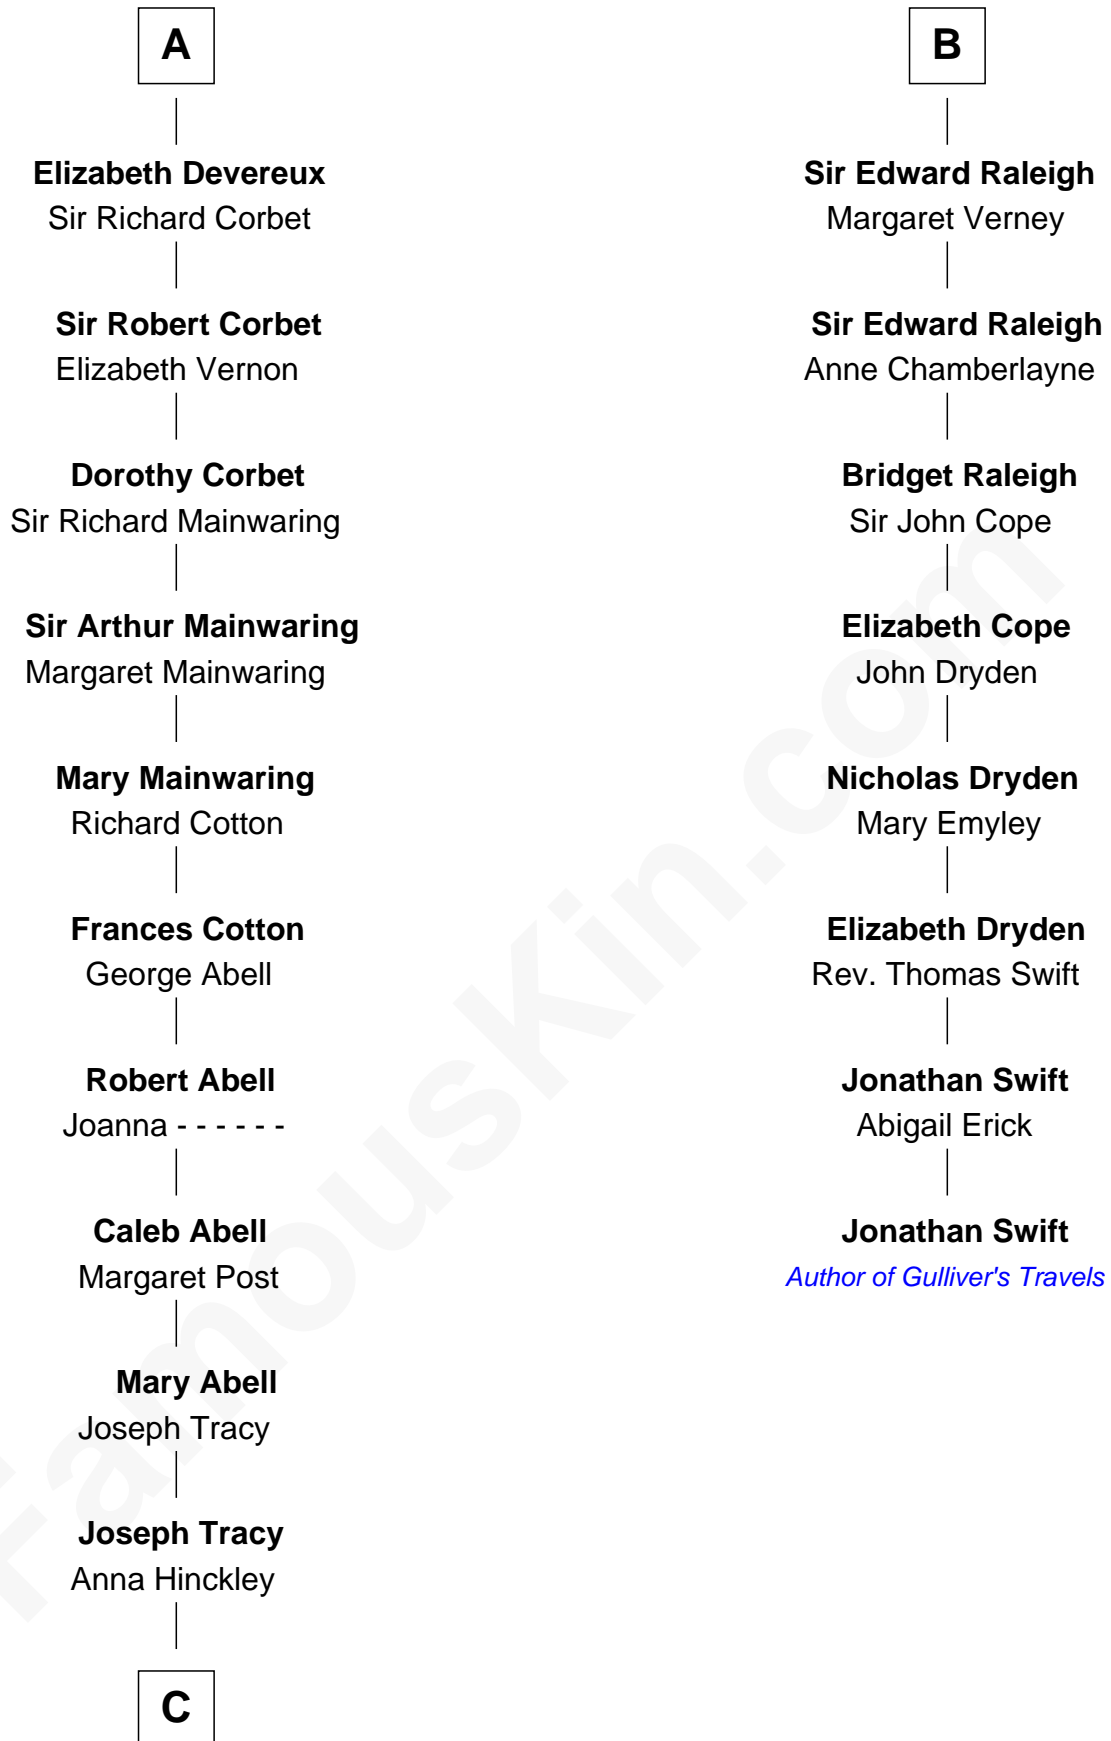 A
Elizabeth Devereux
Sir Richard Corbet
Sir Robert Corbet
Elizabeth Vernon
Dorothy Corbet
Sir Richard Mainwaring
Sir Arthur Mainwaring
Margaret Mainwaring
Mary Mainwaring
Richard Cotton
Frances Cotton
George Abell
Robert Abell
Joanna - - - - - -
Caleb Abell
Margaret Post
Mary Abell
Joseph Tracy
Joseph Tracy
Anna Hinckley
C
B
Sir Edward Raleigh
Margaret Verney
Sir Edward Raleigh
Anne Chamberlayne
Bridget Raleigh
Sir John Cope
Elizabeth Cope
John Dryden
Nicholas Dryden
Mary Emyley
Elizabeth Dryden
Rev. Thomas Swift
Jonathan Swift
Abigail Erick
Jonathan Swift
Author of Gulliver's Travels
FamousKin.com